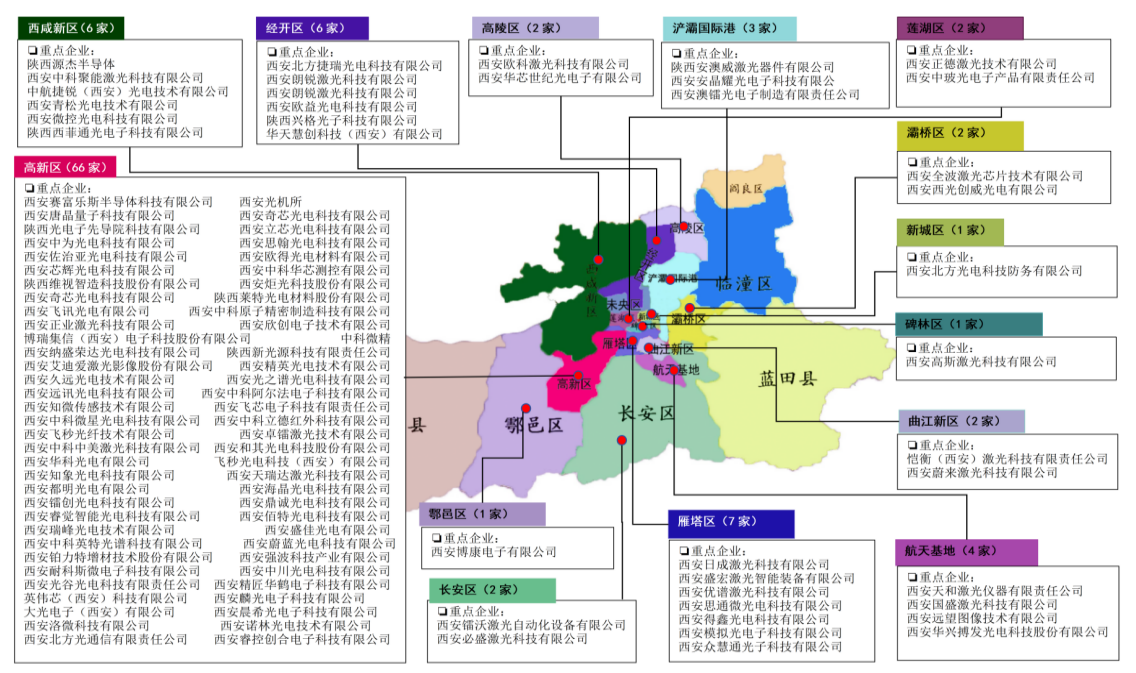 西咸新区(6 家)
❑重点企业:
陕西源杰半导体
西安中科聚能激光科技有限公司
中航捷锐(西安)光电技术有限公司
西安青松光电技术有限公司
西安微控光电科技有限公司
陕西西菲通光电子科技有限公司
经开区(6 家)
❑重点企业:
西安北方捷瑞光电科技有限公司
西安朗锐激光科技有限公司
西安朗锐激光科技有限公司
西安欧益光电科技有限公司
陕西兴格光子科技有限公司
华天慧创科技(西安)有限公司
高陵区(2 家)
❑重点企业:
西安欧科激光科技有限公司
西安华芯世纪光电子有限公司
浐灞国际港(3 家)
❑重点企业:
陕西安澳威激光器件有限公司
西安安晶耀光电子科技有限公
西安澳镭光电子制造有限责任公司
莲湖区(2 家)
❑重点企业:
西安正德激光技术有限公司
西安中玻光电子产品有限责任公司
灞桥区(2 家)
❑重点企业:
西安全波激光芯片技术有限公司
西安西光创威光电有限公司
新城区(1 家)
❑重点企业:
西安北方光电科技防务有限公司
碑林区(1 家)
❑重点企业:
西安高斯激光科技有限公司
曲江新区(2 家)
❑重点企业:
恺衡(西安)激光科技有限责任公司
西安蔚来激光科技有限公司
航天基地(4 家)
❑重点企业:
西安天和激光仪器有限责任公司
西安国盛激光科技有限公司
西安远望图像技术有限公司
西安华兴搏发光电科技股份有限公司
雁塔区(7 家)
❑重点企业:
西安日成激光科技有限公司
西安盛宏激光智能装备有限公司
西安优谱激光科技有限公司
西安思通微光电科技有限公司
西安得鑫光电科技有限公司
西安模拟光电子科技有限公司
西安众慧通光子科技有限公司
鄠邑区(1 家)
❑重点企业:
西安博康电子有限公司
长安区(2 家)
❑重点企业:
西安镭沃激光自动化设备有限公司
西安必盛激光科技有限公司
高新区(66 家)
❑重点企业:
西安赛富乐斯半导体科技有限公司 西安光机所
西安唐晶量子科技有限公司 西安奇芯光电科技有限公司
陕西光电子先导院科技有限公司 西安立芯光电科技有限公司
西安中为光电科技有限公司 西安思翰光电科技有限公司
西安佐治亚光电科技有限公司 西安欧得光电材料有限公司
西安芯辉光电科技有限公司 西安中科华芯测控有限公司
陕西维视智造科技股份有限公司 西安炬光科技股份有限公司
西安奇芯光电科技有限公司 陕西莱特光电材料股份有限公司
西安飞讯光电有限公司 西安中科原子精密制造科技有限公司
西安正业激光科技有限公司 西安欣创电子技术有限公司
博瑞集信(西安)电子科技股份有限公司 中科微精
西安纳盛荣达光电科技有限公司 陕西新光源科技有限责任公司
西安艾迪爱激光影像股份有限公司 西安精英光电技术有限公司
西安久远光电技术有限公司 西安光之谱光电科技有限公司
西安远讯光电科技有限公司 西安中科阿尔法电子科技有限公司
西安知微传感技术有限公司 西安飞芯电子科技有限责任公司
西安中科微星光电科技有限公司 西安中科立德红外科技有限公司
西安飞秒光纤技术有限公司 西安卓镭激光技术有限公司
西安中科中美激光科技有限公司 西安和其光电科技股份有限公司
西安华科光电有限公司 飞秒光电科技(西安)有限公司
西安知象光电科技有限公司 西安天瑞达激光科技有限公司
西安都明光电有限公司 西安海晶光电科技有限公司
西安镭创光电科技有限公司 西安鼎诚光电科技有限公司
西安睿觉智能光电科技有限公司 西安佰特光电科技有限公司
西安瑞峰光电技术有限公司 西安盛佳光电有限公司
西安中科英特光谱科技有限公司 西安蔚蓝光电科技有限公司
西安铂力特增材技术股份有限公司 西安强波科技产业有限公司
西安耐科斯微电子科技有限公司 西安中川光电科技有限公司
西安光谷光电科技有限责任公司 西安精匠华鹤电子科技有限公司
英伟芯(西安)科技有限公司 西安麟光电子科技有限公司
大光电子(西安)有限公司 西安晨希光电子科技有限公司
西安洛微科技有限公司 西安诺林光电技术有限公司
西安北方光通信有限责任公司 西安睿控创合电子科技有限公司
阎良区
高陵区
西咸新区
浐灞国际港
临潼区
未央区
灞桥区
雁塔区
曲江新区
航天基地
高新区
蓝田县
长安区
鄠邑区
县